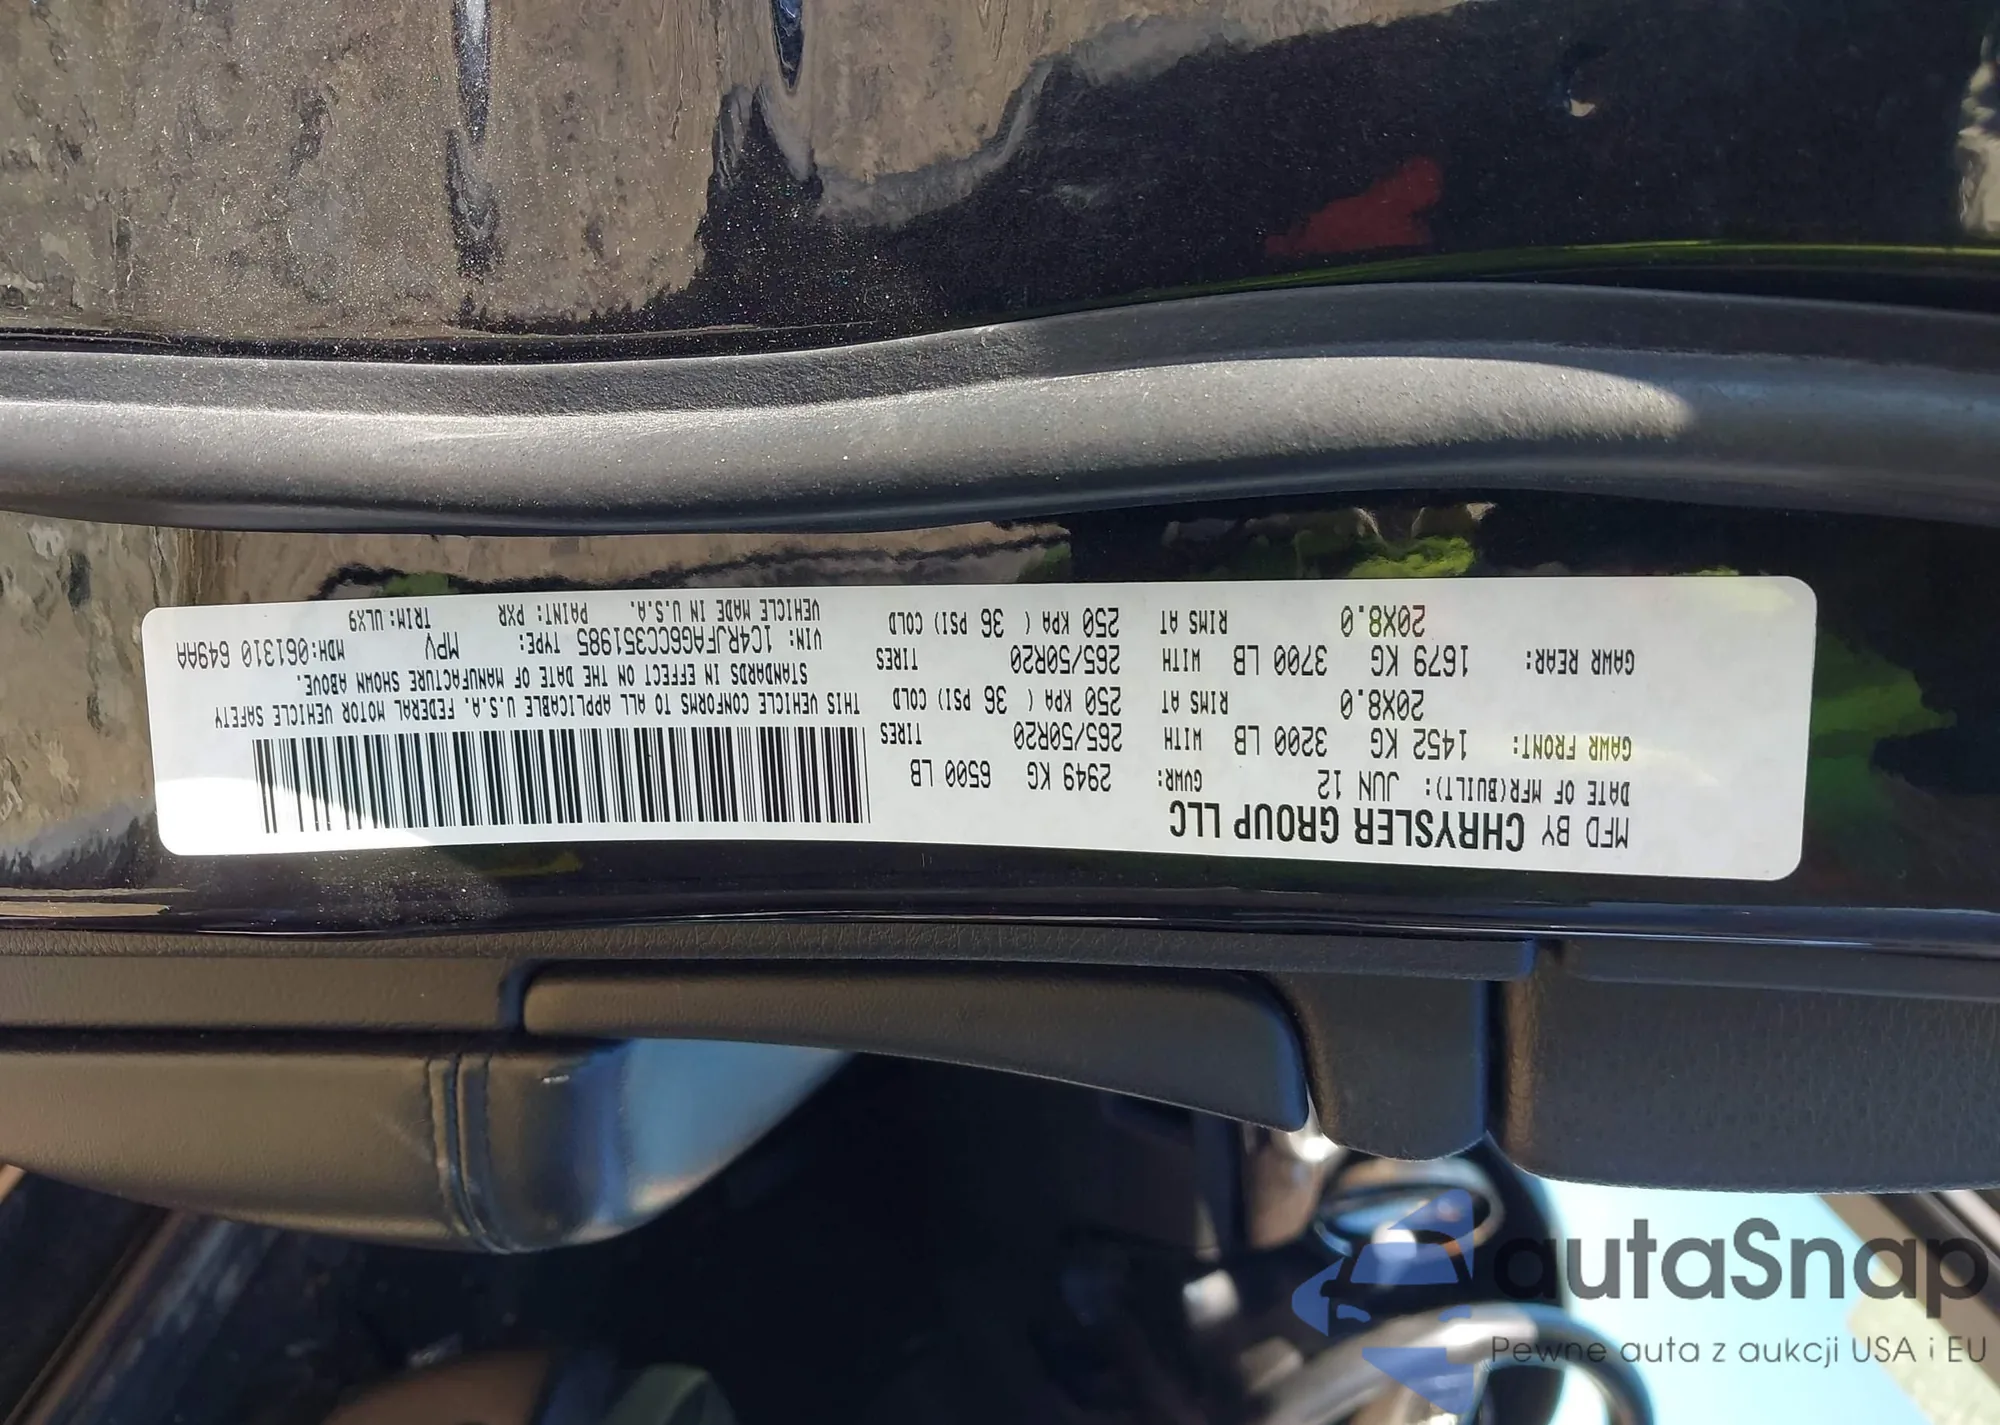 MFD BY CHRYSLER GROUP LLC
DATE OF MFR(BUILT): JUN 12 GVWR: 2949 KG 6500 LB
GAWR FRONT: 1452 KG 3200 LB WITH TIRES 265/50R20
RIMS AT 20X8.0 250 KPA ( 36 PSI) COLD
GAWR REAR: 1679 KG 3700 LB WITH TIRES 265/50R20
RIMS AT 20X8.0 250 KPA ( 36 PSI) COLD
THIS VEHICLE CONFORMS TO ALL APPLICABLE U.S.A. FEDERAL MOTOR VEHICLE SAFETY
STANDARDS IN EFFECT ON THE DATE OF MANUFACTURE SHOWN ABOVE.
VIN: 1C4RJFAG6CC351985 TYPE: MPV MDH:061310 649AA
VEHICLE MADE IN U.S.A. PAINT: PXR TRIM:ULX9
autaSnap
Pewne auta z aukcji USA i EU